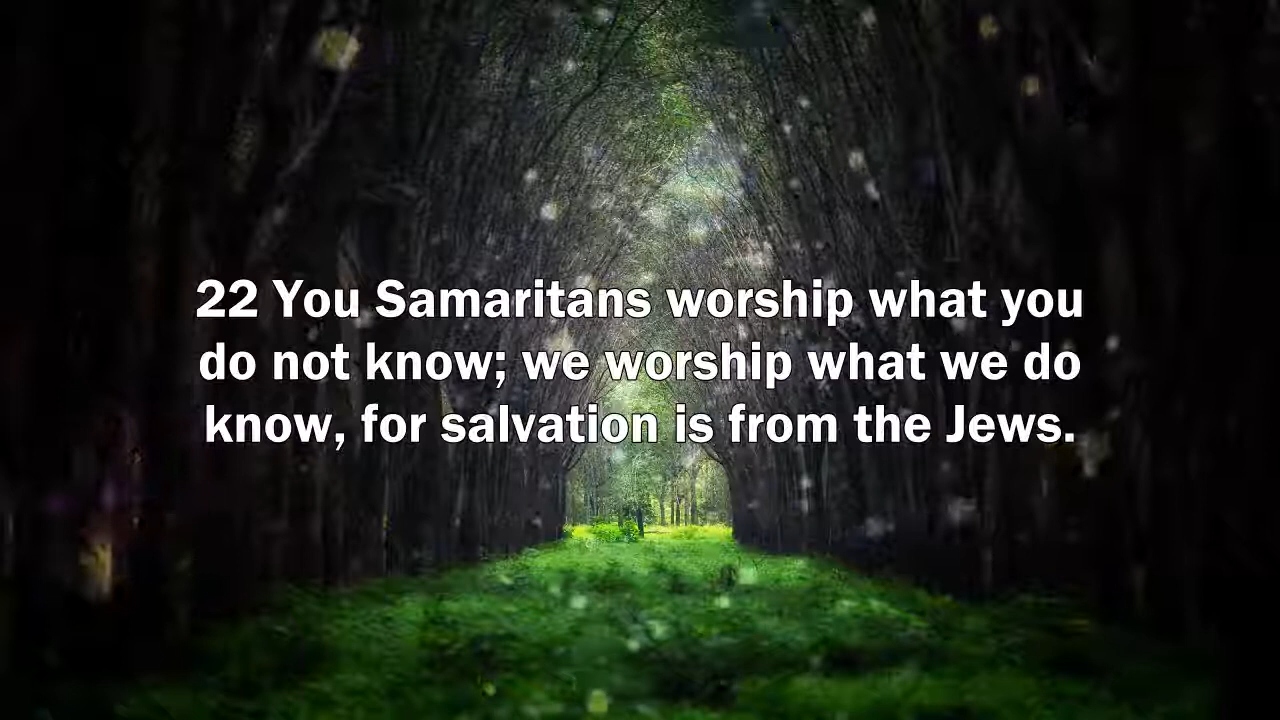 22 You Samaritans worship what you
do not know; we worship what we do
know, for salvation is from the Jews.